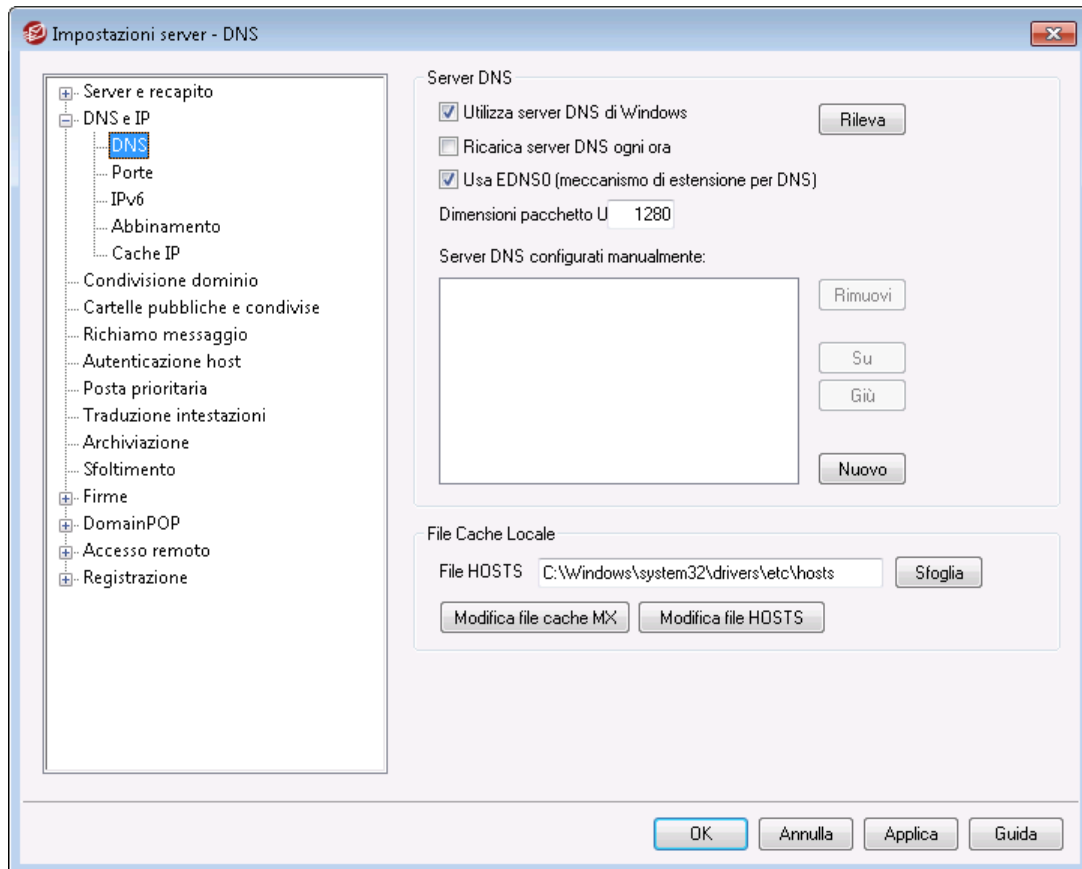 Impostazioni server - DNS
Server e recapito
DNS e IP
DNS
Porte
IPv6
Abbinamento
Cache IP
Condivisione dominio
Cartelle pubbliche e condivise
Richiamo messaggio
Autenticazione host
Posta prioritaria
Traduzione intestazioni
Archiviazione
Sfoltimento
Firme
DomainPOP
Accesso remoto
Registrazione
Server DNS
Utilizza server DNS di Windows
Rileva
Ricarica server DNS ogni ora
Usa EDNS0 (meccanismo di estensione per DNS)
Dimensioni pacchetto U 1280
Server DNS configurati manualmente:
Rimuovi
Su
Giù
Nuovo
File Cache Locale
File HOSTS C:\Windows\system32\drivers\etc\hosts Sfoglia
Modifica file cache MX Modifica file HOSTS
OK Annulla Applica Guida